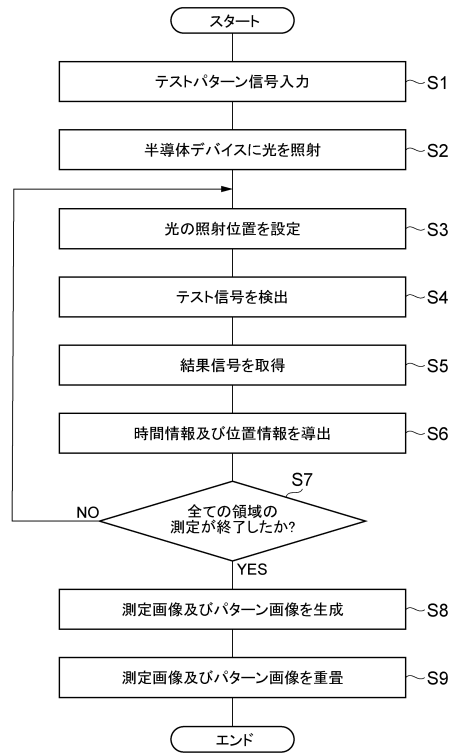 スタート
テストパターン信号入力
S1
半導体デバイスに光を照射
S2
光の照射位置を設定
S3
テスト信号を検出
S4
結果信号を取得
S5
時間情報及び位置情報を導出
S6
S7
全ての領域の
測定が終了したか?
NO
YES
測定画像及びパターン画像を生成
S8
測定画像及びパターン画像を重畳
S9
エンド